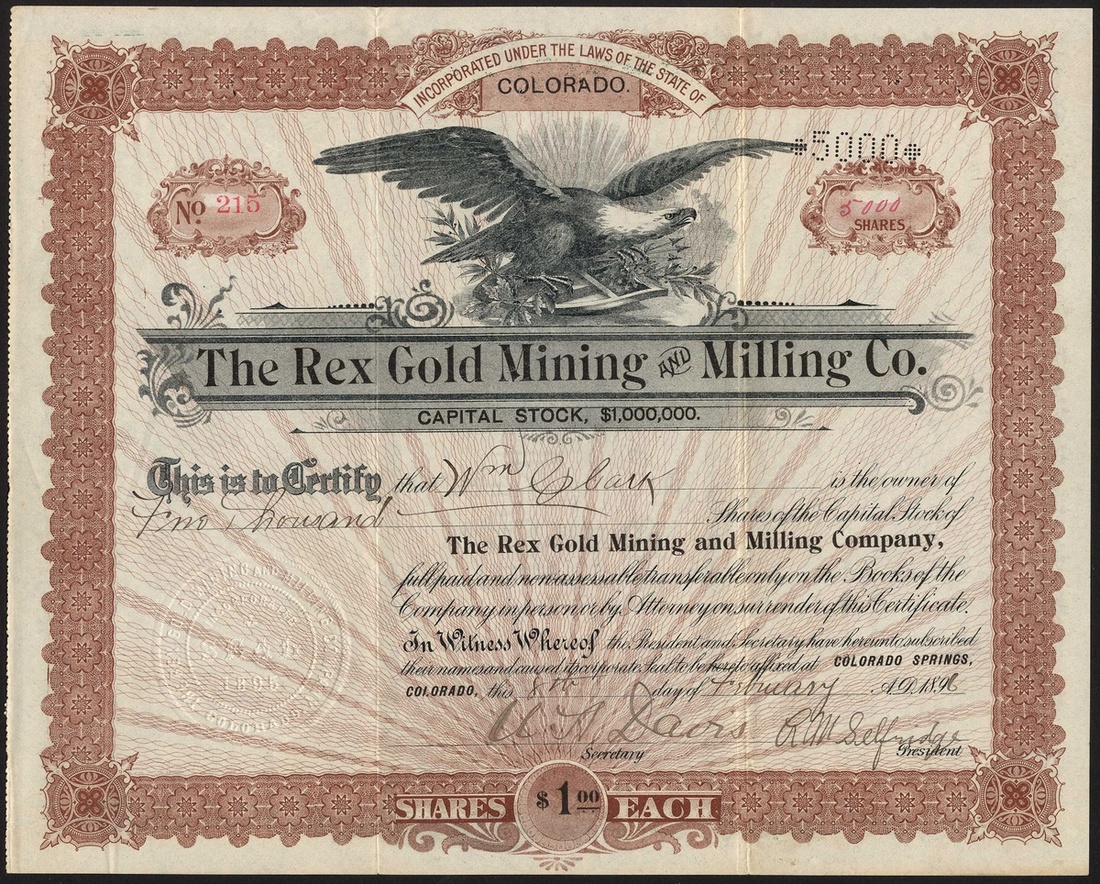 INCORPORATED UNDER THE LAWS OF THE STATE OF
COLORADO.
*5000*
No 215
5000
SHARES
The Rex Gold Mining AND Milling Co.
CAPITAL STOCK, $1,000,000.
This is to Certify that Wm Clark is the owner of
Five Thousand Shares of the Capital Stock of
The Rex Gold Mining and Milling Company,
full paid and non-assessable transferable only on the Books of the
Company in person or by Attorney on surrender of this Certificate.
In Witness Whereof the President and Secretary have hereunto subscribed
their names and caused its corporate Seal to be hereto affixed at COLORADO SPRINGS,
COLORADO, this 8th day of February A.D. 1896
Davis R M Selfridge
Secretary President
SHARES $1.00 EACH
1895
COLORADO